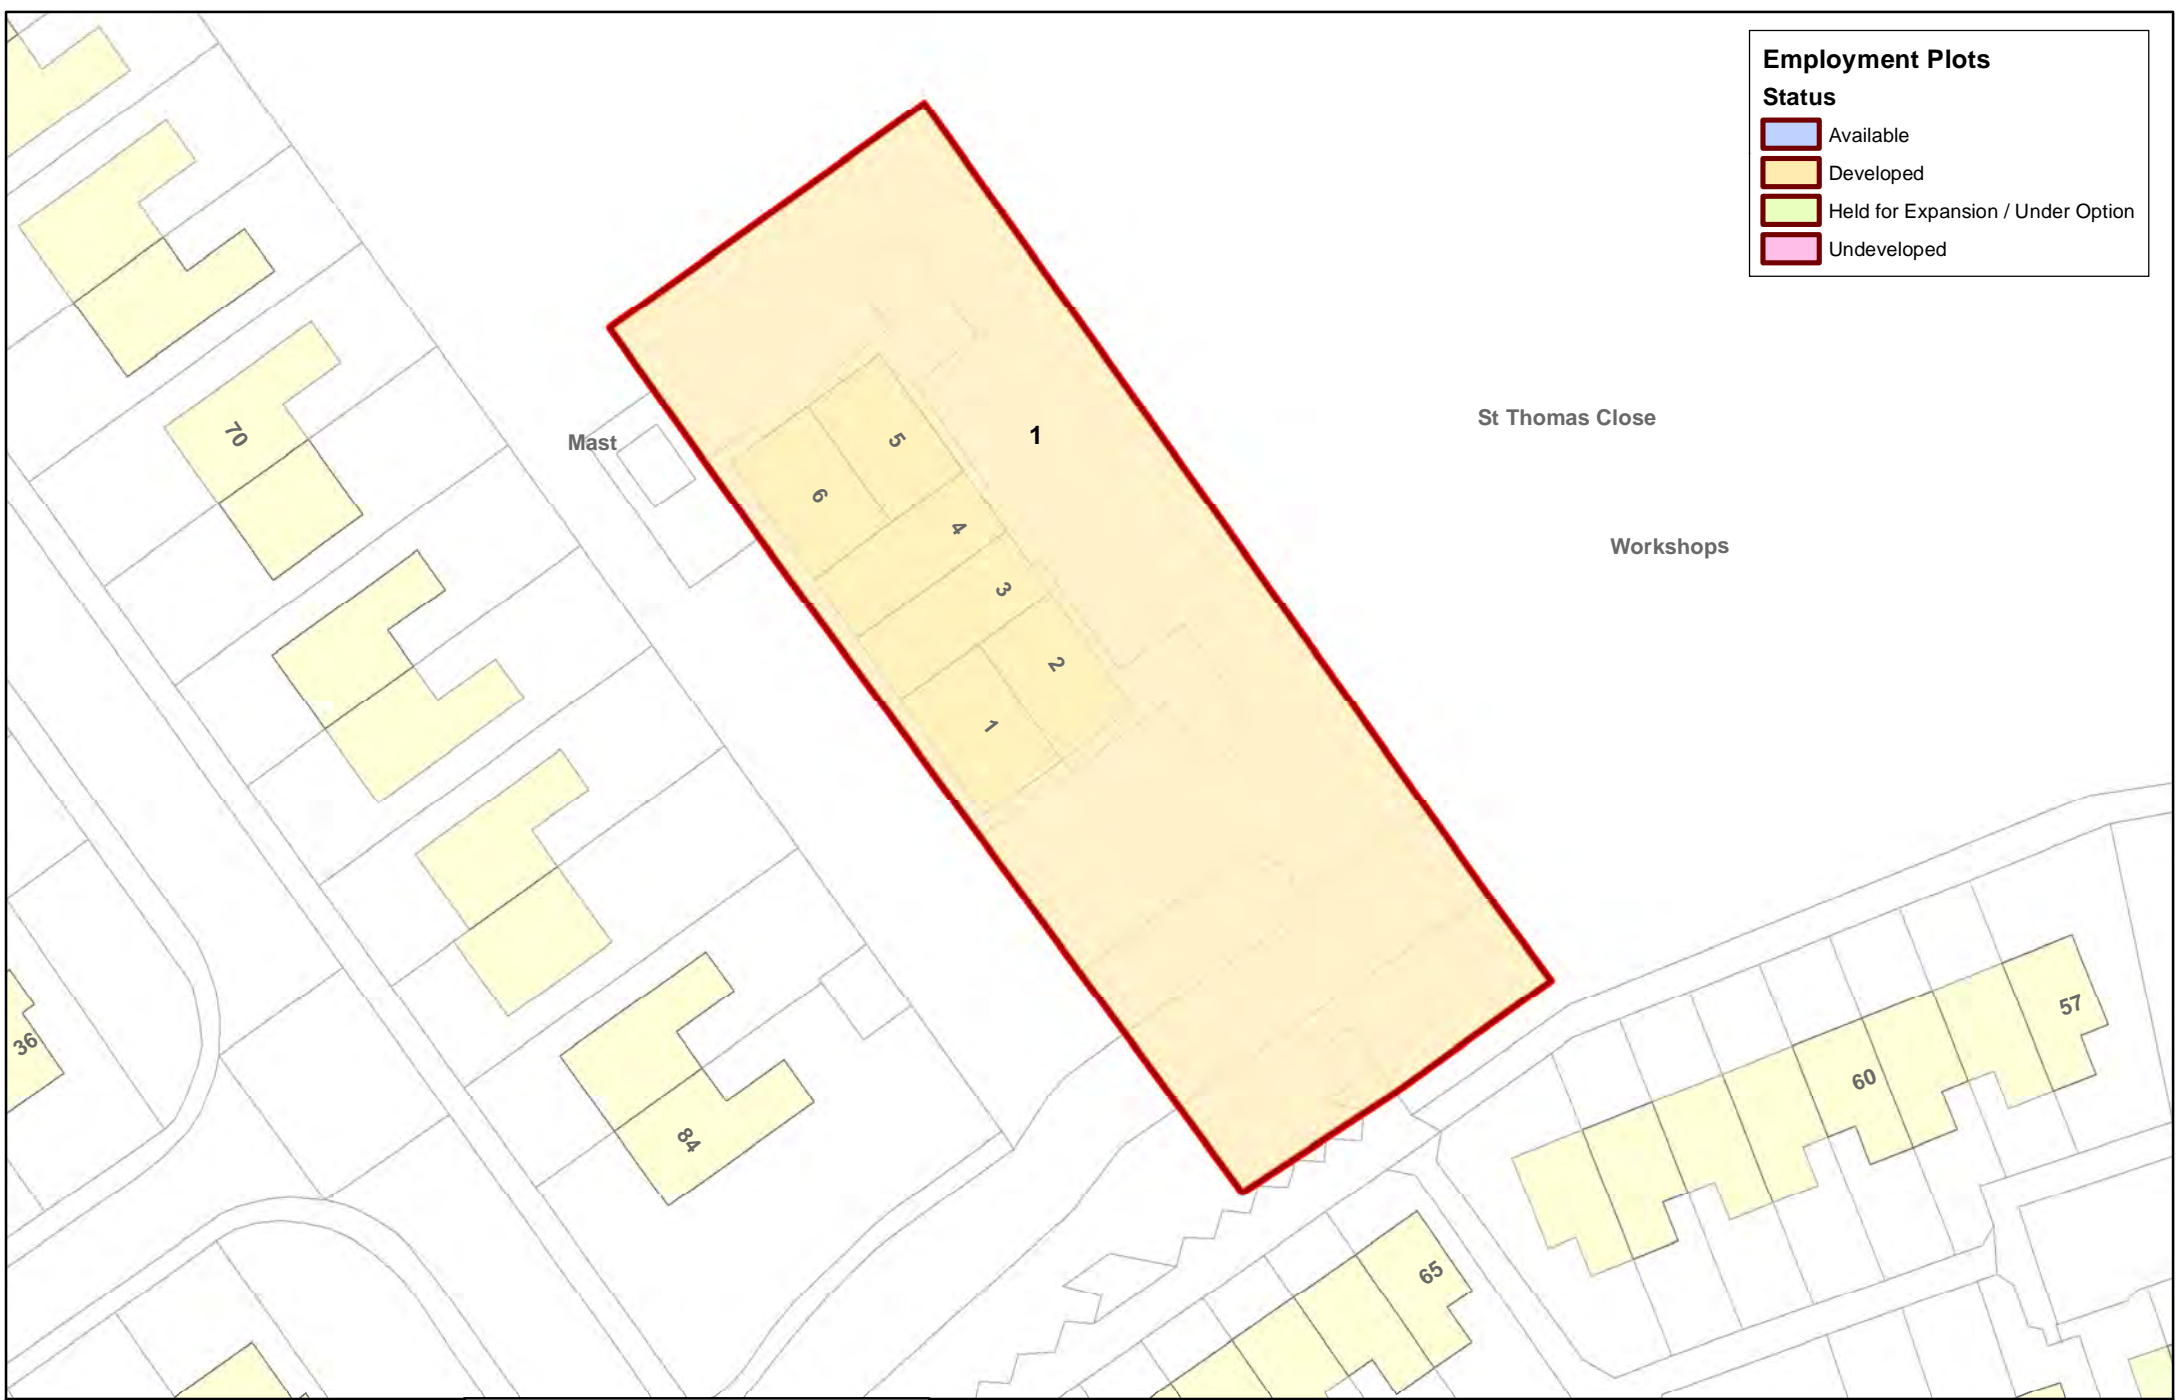 Employment Plots
Status
Available
Developed
Held for Expansion / Under Option
Undeveloped
1
St Thomas Close
Mast
70
5
6
4
Workshops
3
2
1
36
57
60
84
65